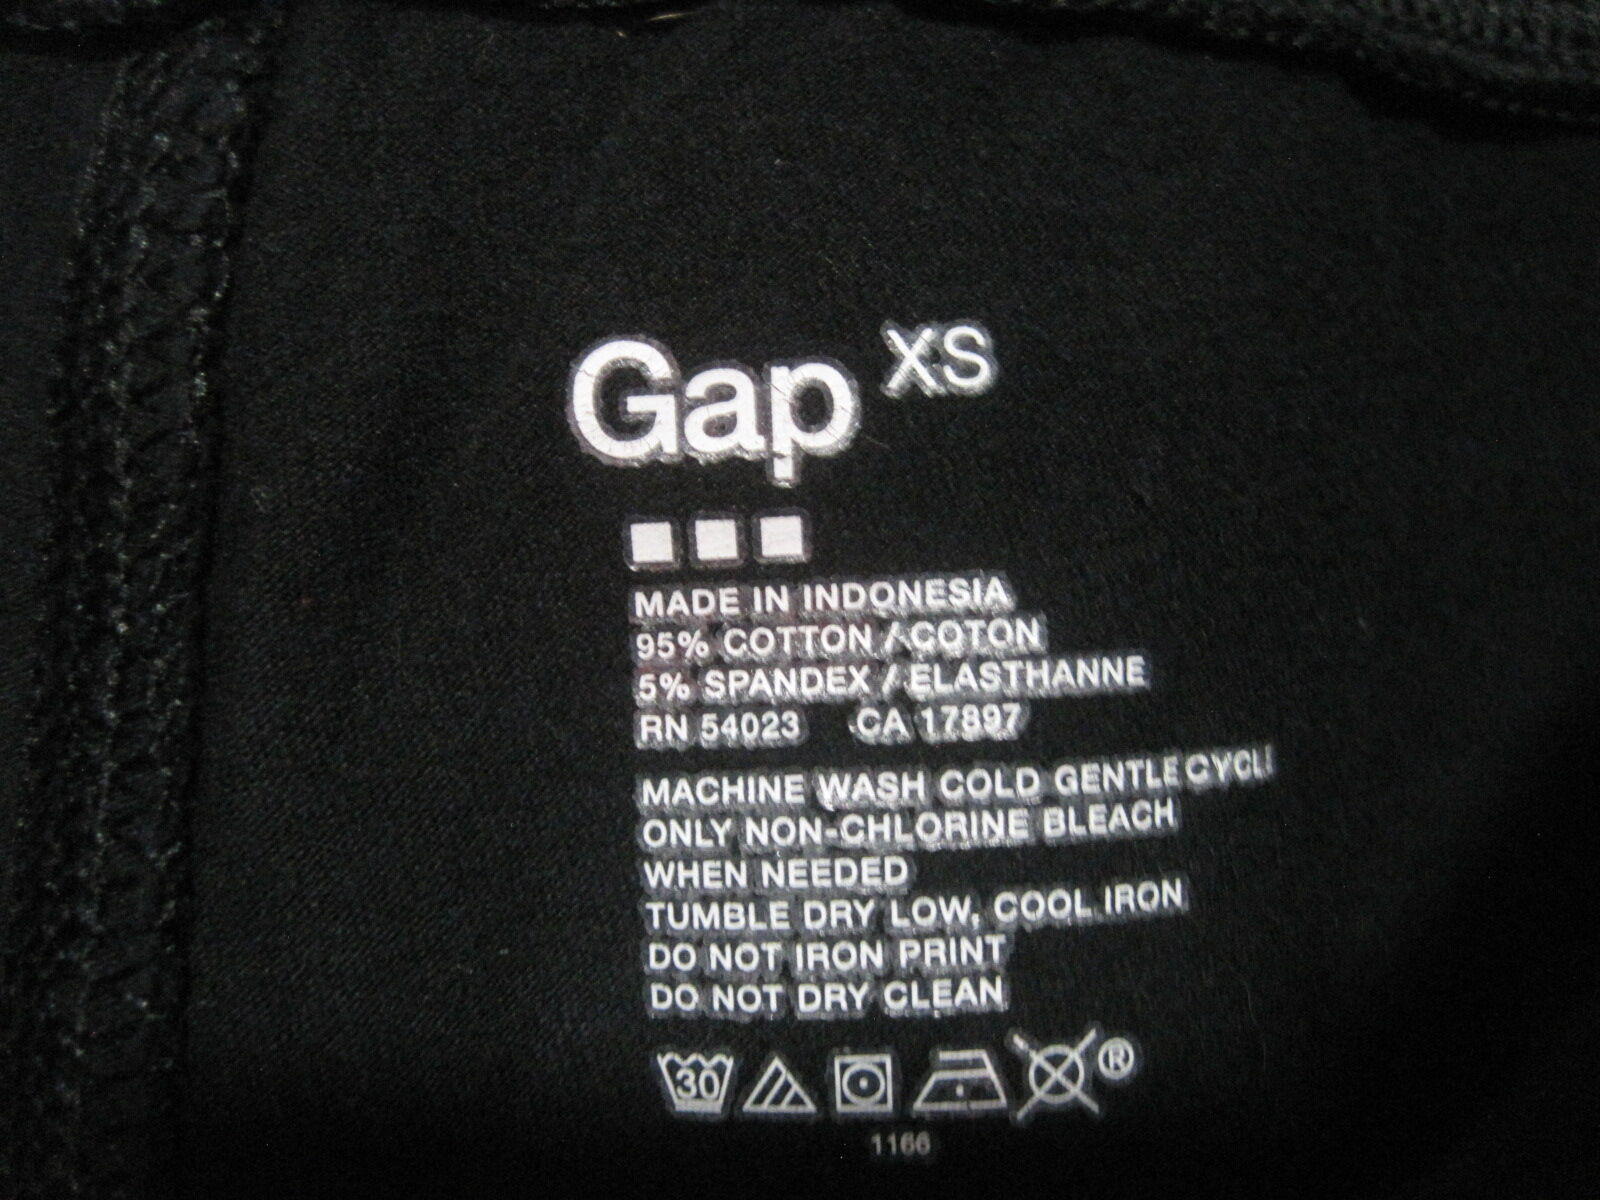 Gap XS
MADE IN INDONESIA
95% COTTON / COTON
5% SPANDEX / ELASTHANNE
RN 54023 CA 17897
MACHINE WASH COLD GENTLE CYCLE
ONLY NON-CHLORINE BLEACH
WHEN NEEDED
TUMBLE DRY LOW, COOL IRON
DO NOT IRON PRINT
DO NOT DRY CLEAN
30 ®
1166